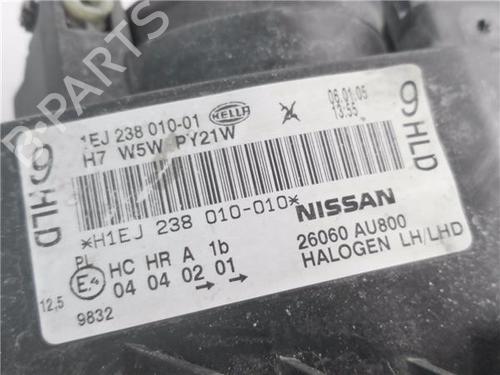 B-Parts
1EJ 238 010-01 HELLA 06.01.05
H7 W5W PY21W 13:55
9HLD
9HLD
*H1EJ 238 010-010* NISSAN
PL 26060 AU800
E4 HC HR A 1b HALOGEN LH/LHD
04 04 02 01
12,5
9832